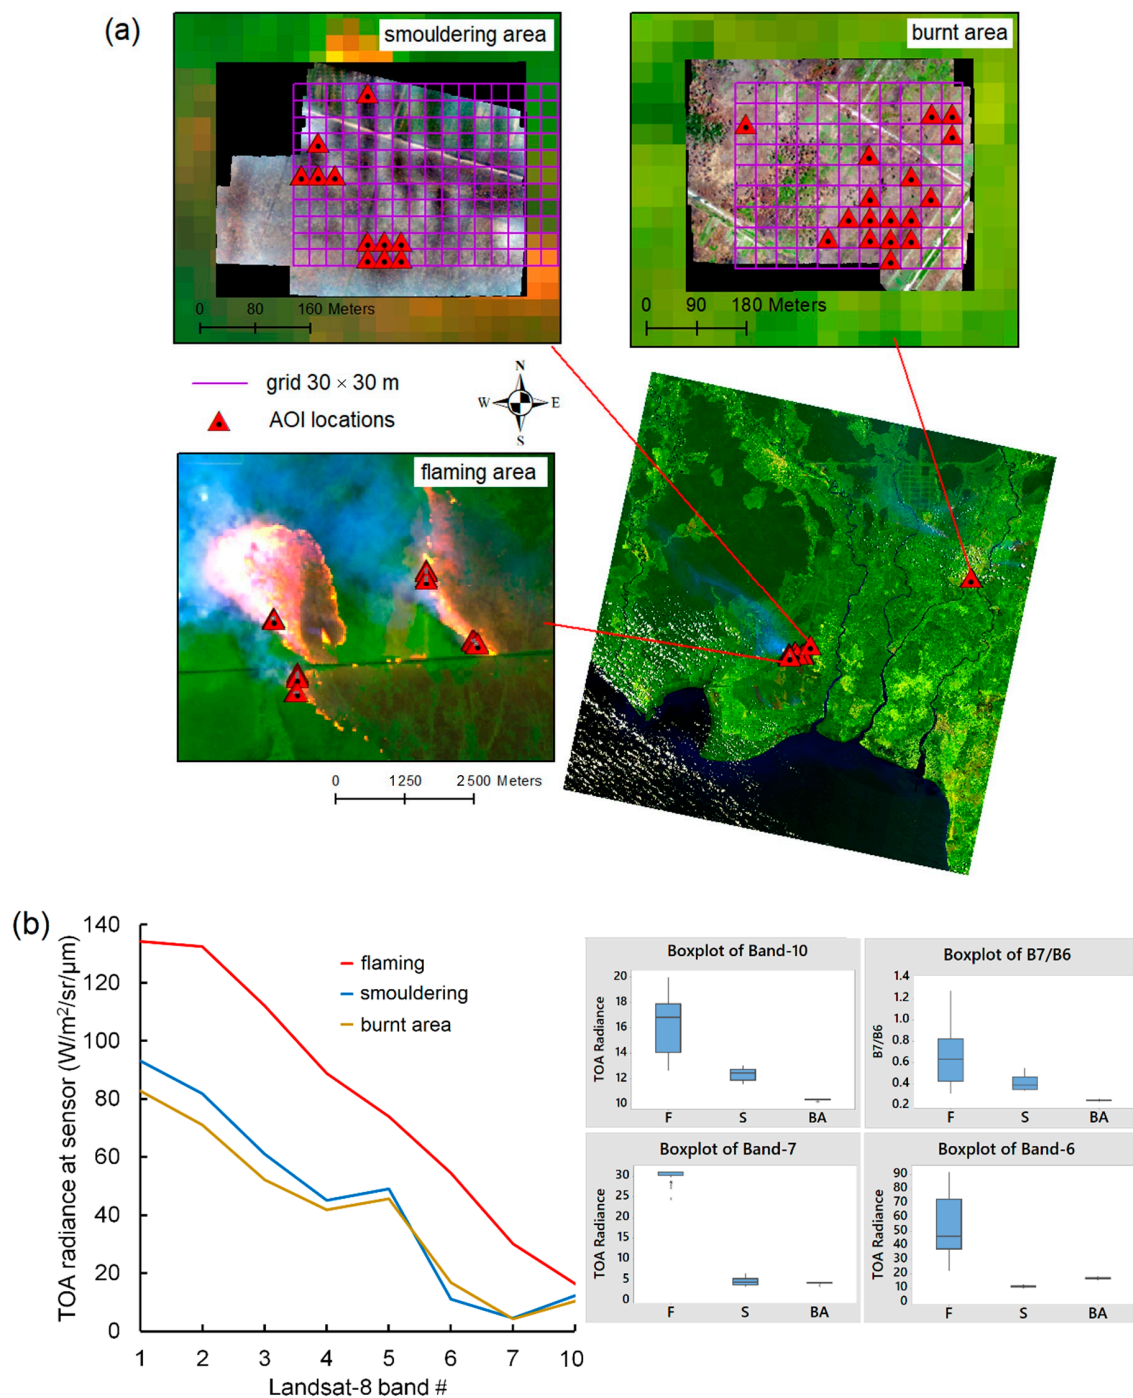 (a)
smouldering area
burnt area
0 80 160 Meters
0 90 180 Meters
grid 30 × 30 m
AOI locations
N
W E
S
flaming area
0 1250 2500 Meters
(b)
TOA radiance at sensor (W/m²/sr/μm)
140
120
100
80
60
40
20
0
flaming
smouldering
burnt area
1 2 3 4 5 6 7 10
Landsat-8 band #
Boxplot of Band-10
TOA Radiance
20
18
16
14
12
10
F S BA
Boxplot of B7/B6
B7/B6
1.4
1.2
1.0
0.8
0.6
0.4
0.2
F S BA
Boxplot of Band-7
TOA Radiance
30
25
20
15
10
5
0
F S BA
Boxplot of Band-6
TOA Radiance
90
80
70
60
50
40
30
20
10
0
F S BA